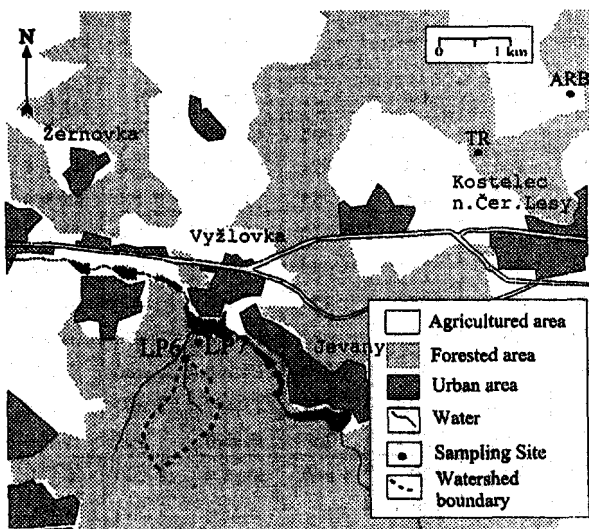 N
0 1 km
ARB
Žernovka
TR
Kostelec
n.Čer.Lesy
Vyžlovka
LP6
LP7
Jevany
Agricultured area
Forested area
Urban area
Water
Sampling Site
Watershed
boundary